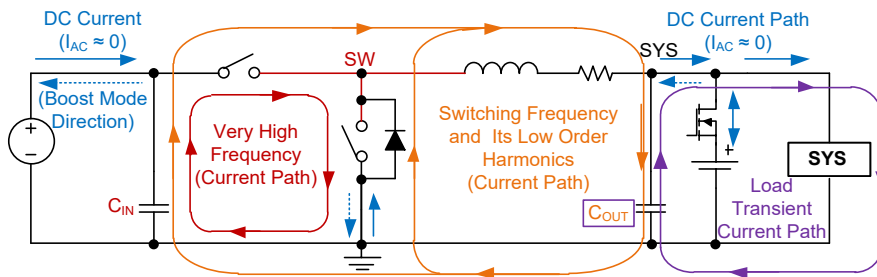 DC Current
(I_AC ≈ 0)
(Boost Mode
Direction)
+
−
C_IN
SW
Very High
Frequency
(Current Path)
Switching Frequency
and Its Low Order
Harmonics
(Current Path)
SYS
DC Current Path
(I_AC ≈ 0)
C_OUT
+
SYS
Load
Transient
Current Path